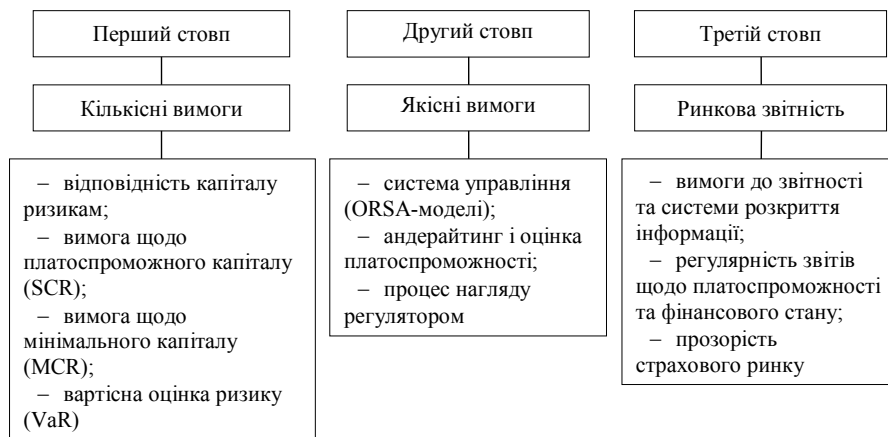 Перший стовп
Кількісні вимоги
– відповідність капіталу
ризикам;
– вимога щодо
платоспроможного капіталу
(SCR);
– вимога щодо
мінімального капіталу
(MCR);
– вартісна оцінка ризику
(VaR)
Другий стовп
Якісні вимоги
– система управління
(ORSA-моделі);
– андерайтинг і оцінка
платоспроможності;
– процес нагляду
регулятором
Третій стовп
Ринкова звітність
– вимоги до звітності
та системи розкриття
інформації;
– регулярність звітів
щодо платоспроможності
та фінансового стану;
– прозорість
страхового ринку